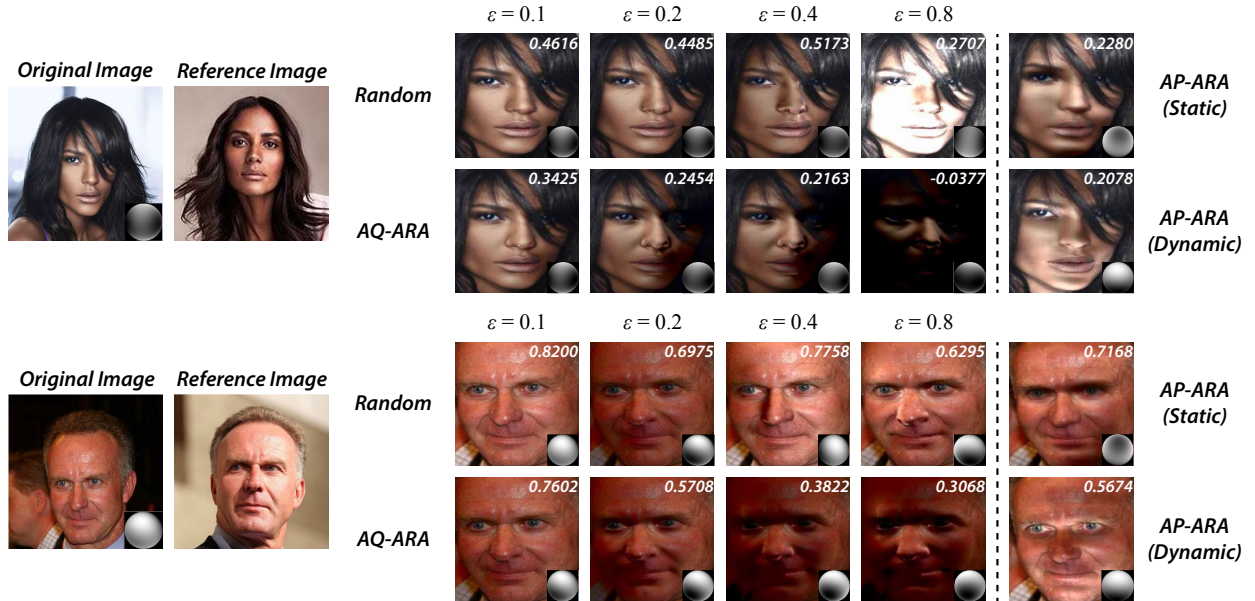 ε = 0.1 ε = 0.2 ε = 0.4 ε = 0.8
Original Image Reference Image
Random 0.4616 0.4485 0.5173 0.2707 0.2280 AP-ARA
(Static)
AQ-ARA 0.3425 0.2454 0.2163 -0.0377 0.2078 AP-ARA
(Dynamic)
ε = 0.1 ε = 0.2 ε = 0.4 ε = 0.8
Original Image Reference Image
Random 0.8200 0.6975 0.7758 0.6295 0.7168 AP-ARA
(Static)
AQ-ARA 0.7602 0.5708 0.3822 0.3068 0.5674 AP-ARA
(Dynamic)